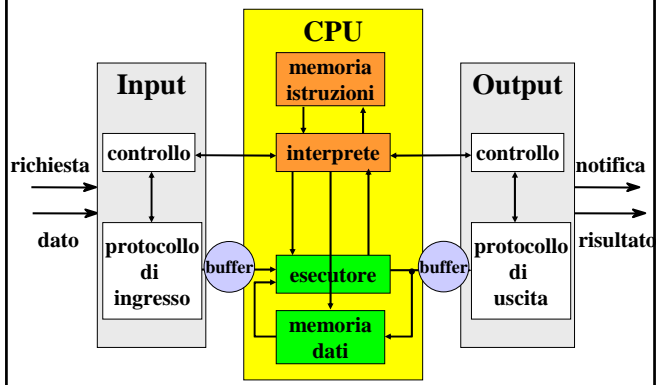 CPU
Input
memoria
istruzioni
Output
richiesta
controllo
interprete
controllo
notifica
dato
protocollo
di
ingresso
buffer
esecutore
buffer
protocollo
di
uscita
risultato
memoria
dati